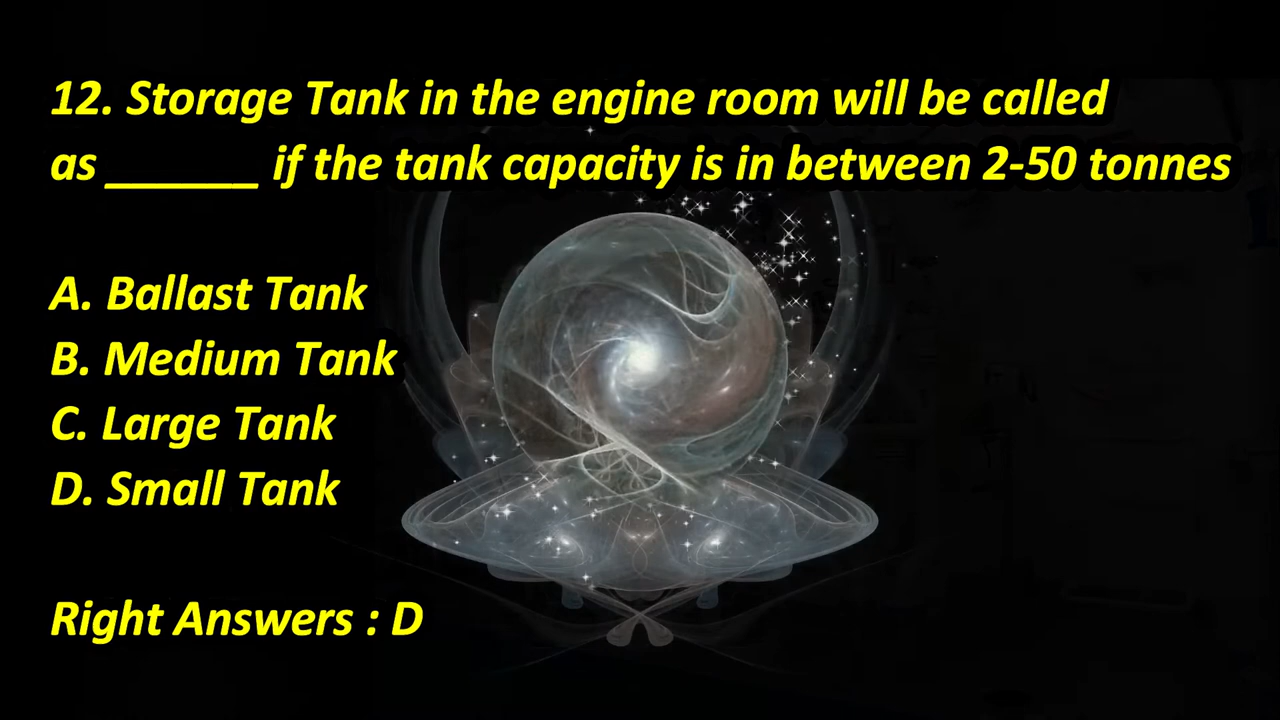 12. Storage Tank in the engine room will be called
as ______ if the tank capacity is in between 2-50 tonnes
A. Ballast Tank
B. Medium Tank
C. Large Tank
D. Small Tank
Right Answers : D